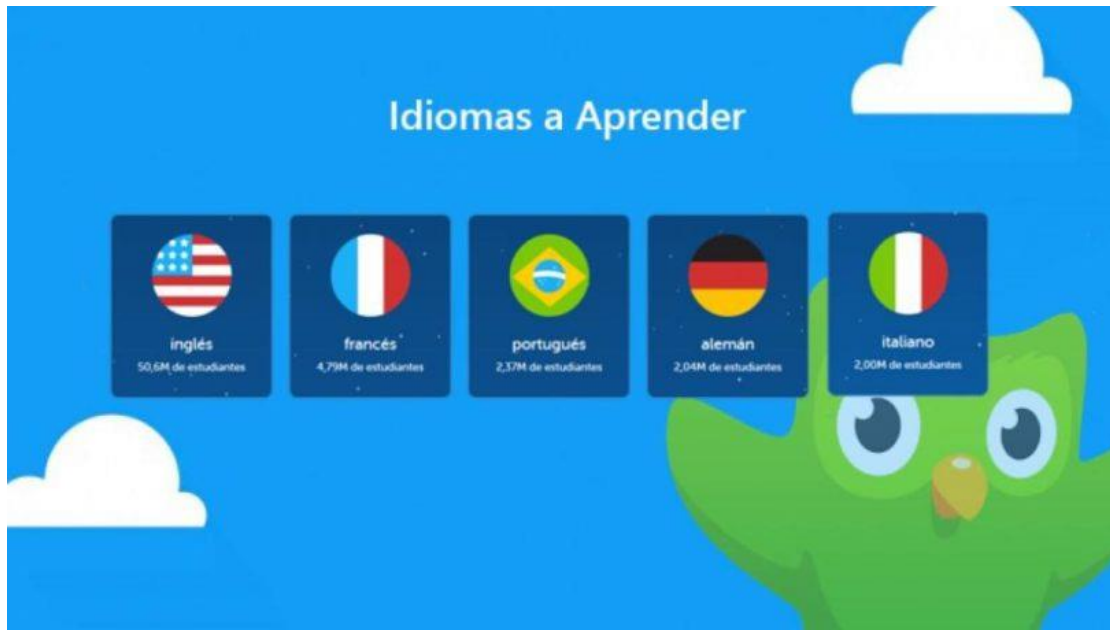 Idiomas a Aprender
inglés
50,6M de estudiantes
francés
4,79M de estudiantes
portugués
2,37M de estudiantes
alemán
2,04M de estudiantes
italiano
2,00M de estudiantes